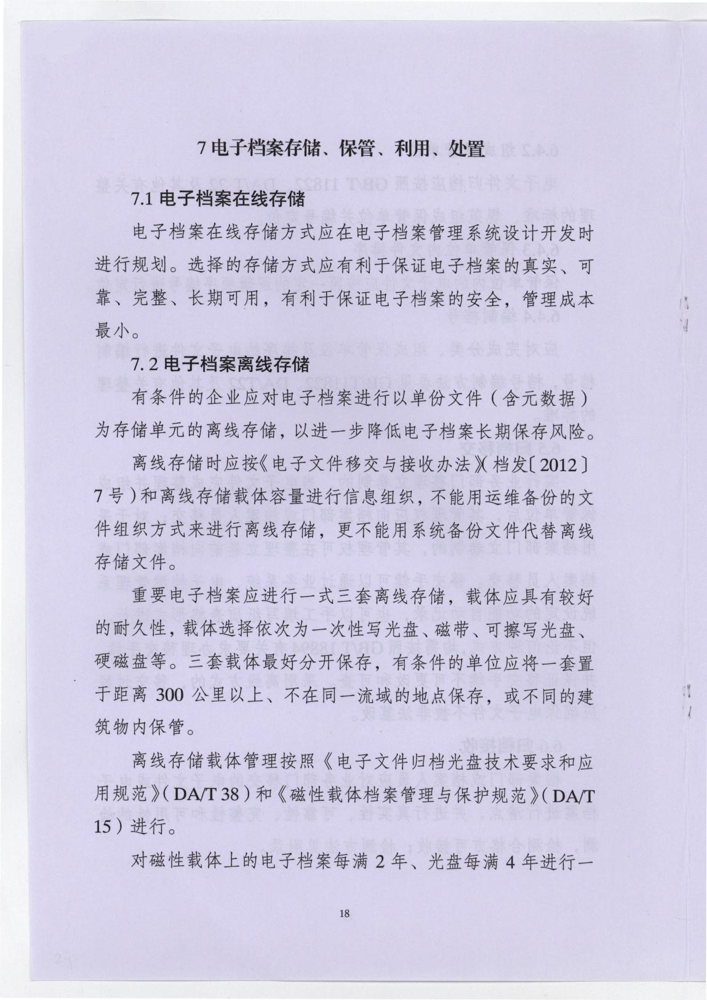 7 电子档案存储、保管、利用、处置
7.1 电子档案在线存储
电子档案在线存储方式应在电子档案管理系统设计开发时
进行规划。选择的存储方式应有利于保证电子档案的真实、可
靠、完整、长期可用，有利于保证电子档案的安全，管理成本
最小。
7. 2 电子档案离线存储
有条件的企业应对电子档案进行以单份文件（含元数据）
为存储单元的离线存储，以进一步降低电子档案长期保存风险。
离线存储时应按《电子文件移交与接收办法》（档发〔2012〕
7 号）和离线存储载体容量进行信息组织，不能用运维备份的文
件组织方式来进行离线存储，更不能用系统备份文件代替离线
存储文件。
重要电子档案应进行一式三套离线存储，载体应具有较好
的耐久性，载体选择依次为一次性写光盘、磁带、可擦写光盘、
硬磁盘等。三套载体最好分开保存，有条件的单位应将一套置
于距离 300 公里以上、不在同一流域的地点保存，或不同的建
筑物内保管。
离线存储载体管理按照《电子文件归档光盘技术要求和应
用规范》（DA/T 38）和《磁性载体档案管理与保护规范》（DA/T
15）进行。
对磁性载体上的电子档案每满 2 年、光盘每满 4 年进行一
18